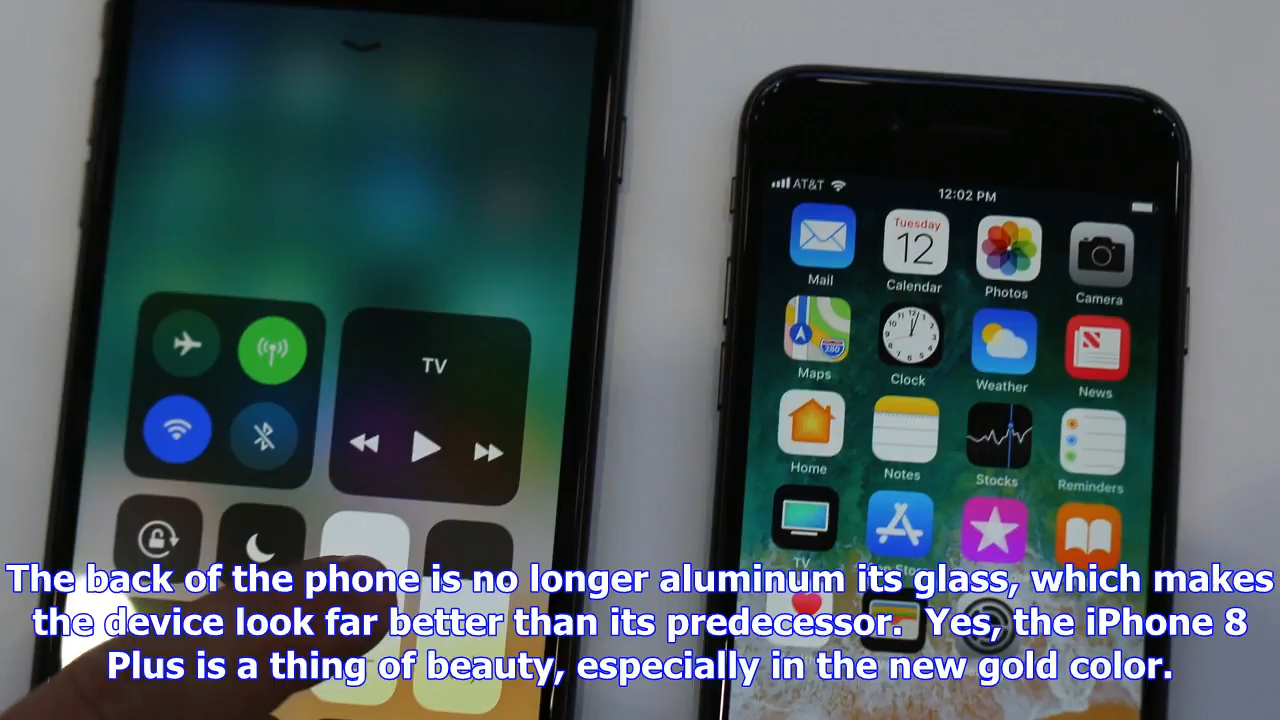 AT&T 12:02 PM
Tuesday
12
Mail Calendar Photos Camera
280
Maps Clock Weather News
TV
Home Notes Stocks Reminders
TV
The back of the phone is no longer aluminum its glass, which makes
the device look far better than its predecessor. Yes, the iPhone 8
Plus is a thing of beauty, especially in the new gold color.